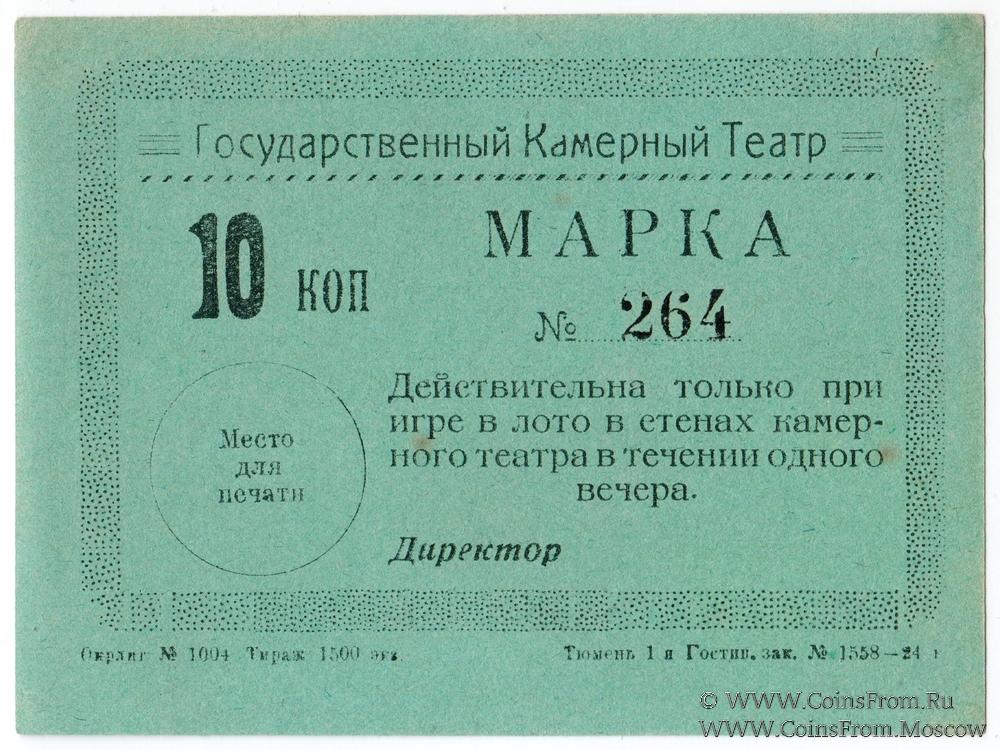 Государственный Камерный Театр
10 коп
МАРКА
№ 264
Действительна только при
игре в лото в стенах камер-
ного театра в течении одного
вечера.
Место
для
печати
Директор
Окрлит № 1004 Тираж 1500 экз.
Тюмень 1 я Гостип. зак. № 1558—24 г
© WWW.CoinsFrom.Ru
WWW.CoinsFrom.Moscow